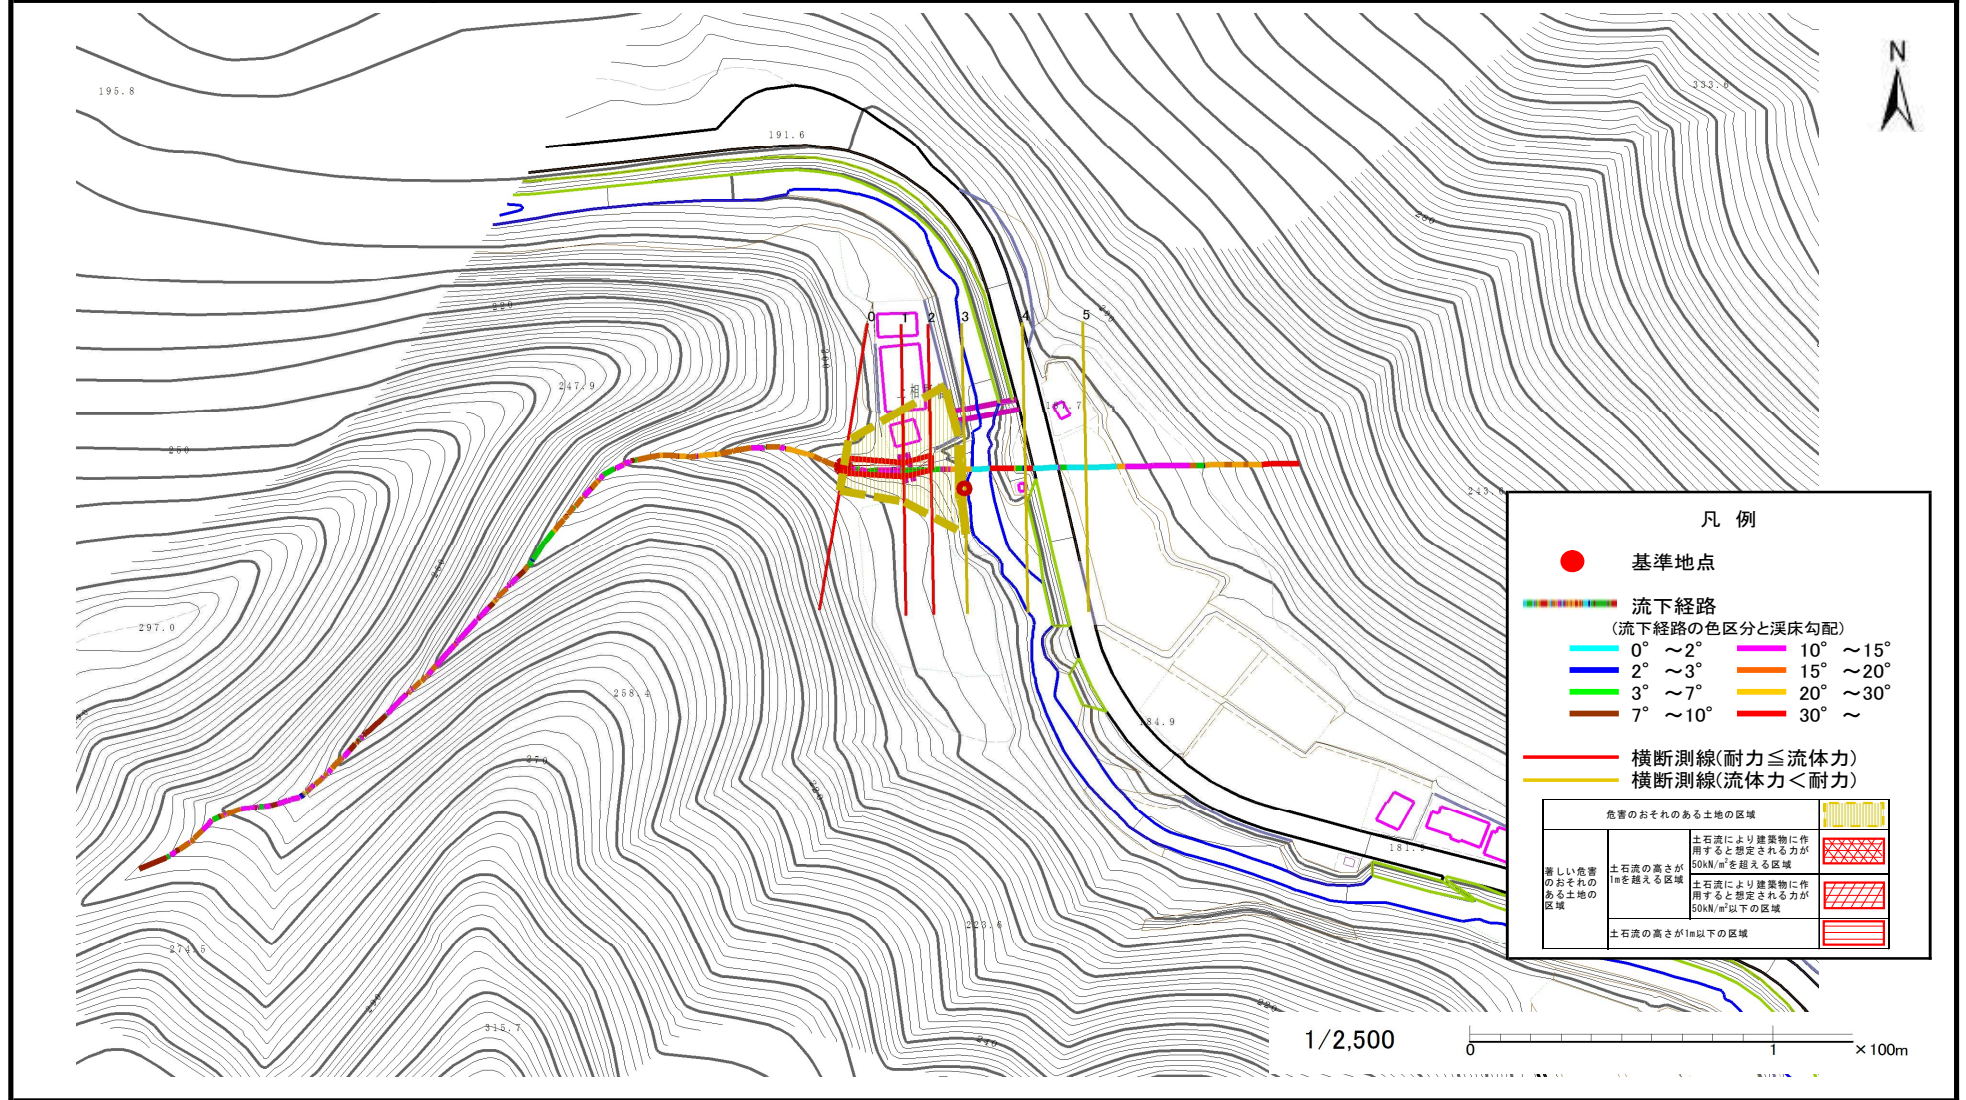 N
195.8
191.6
333.6
280
220
200
0 1 2 3 4 5
247.9
250
243.6
297.0
258.4
184.9
270
220
181.9
223.6
274.5
290
315.7
240
220
凡 例
基準地点
流下経路
(流下経路の色区分と渓床勾配)
0° ～2° 10° ～15°
2° ～3° 15° ～20°
3° ～7° 20° ～30°
7° ～10° 30° ～
横断測線(耐力≦流体力)
横断測線(流体力＜耐力)
危害のおそれのある土地の区域
著しい危害
のおそれの
ある土地の
区域
土石流の高さが
1mを越える区域
土石流により建築物に作
用すると想定される力が
50kN/m²を超える区域
土石流により建築物に作
用すると想定される力が
50kN/m²以下の区域
土石流の高さが1m以下の区域
1/2,500
0 1 ×100m